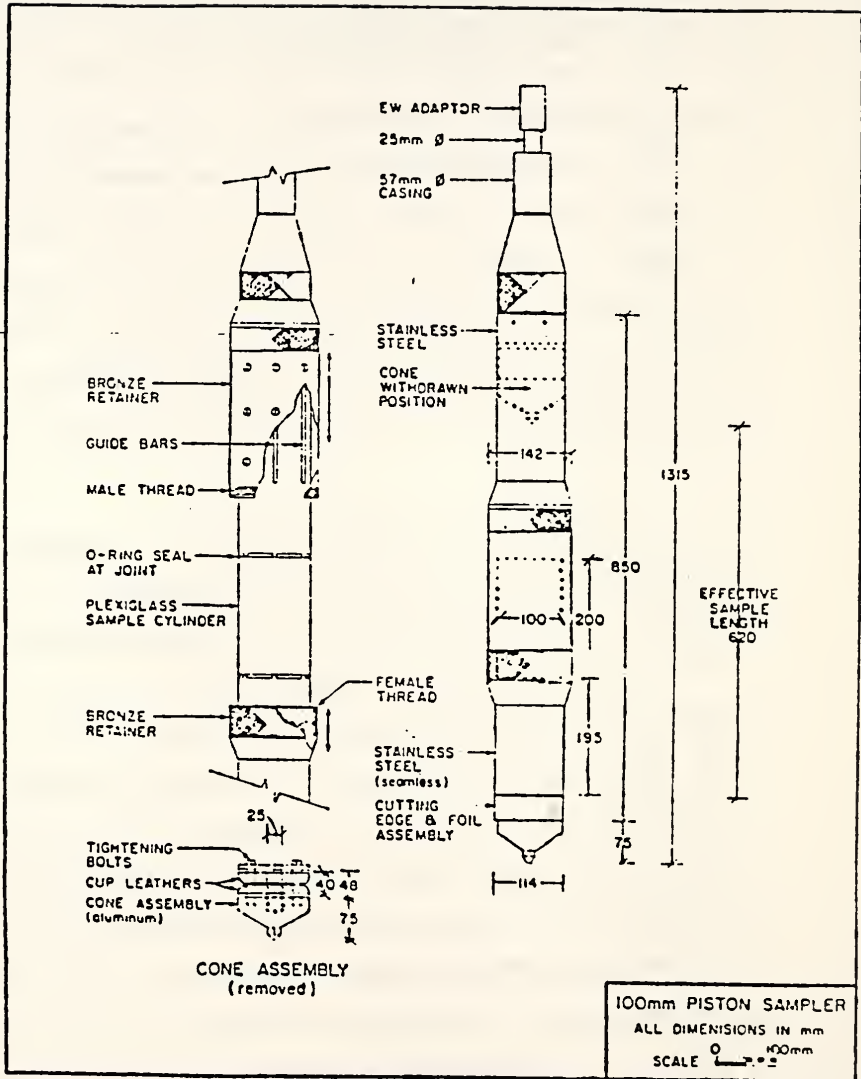 EW ADAPTOR
25mm Ø
57mm Ø
CASING
STAINLESS
STEEL
CONE
WITHDRAWN
POSITION
142
1315
850
EFFECTIVE
SAMPLE
LENGTH
620
100
200
195
STAINLESS
STEEL
(seamless)
CUTTING
EDGE & FOIL
ASSEMBLY
75
114
BRONZE
RETAINER
GUIDE BARS
MALE THREAD
O-RING SEAL
AT JOINT
PLEXIGLASS
SAMPLE CYLINDER
FEMALE
THREAD
BRONZE
RETAINER
25
TIGHTENING
BOLTS
CUP LEATHERS
40 48
CONE ASSEMBLY
(aluminum)
75
CONE ASSEMBLY
(removed)
100mm PISTON SAMPLER
ALL DIMENISIONS IN mm
SCALE 0 100mm